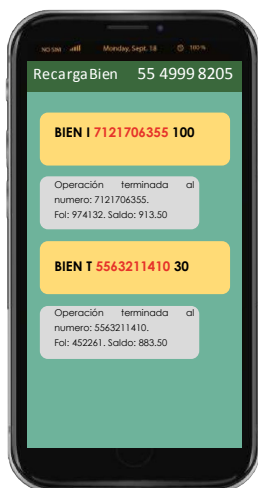 NO SIM Monday, Sept. 18 100%
RecargaBien 55 4999 8205
BIEN I 7121706355 100
Operación terminada al
numero: 7121706355.
Fol: 974132. Saldo: 913.50
BIEN T 5563211410 30
Operación terminada al
numero: 5563211410.
Fol: 452261. Saldo: 883.50